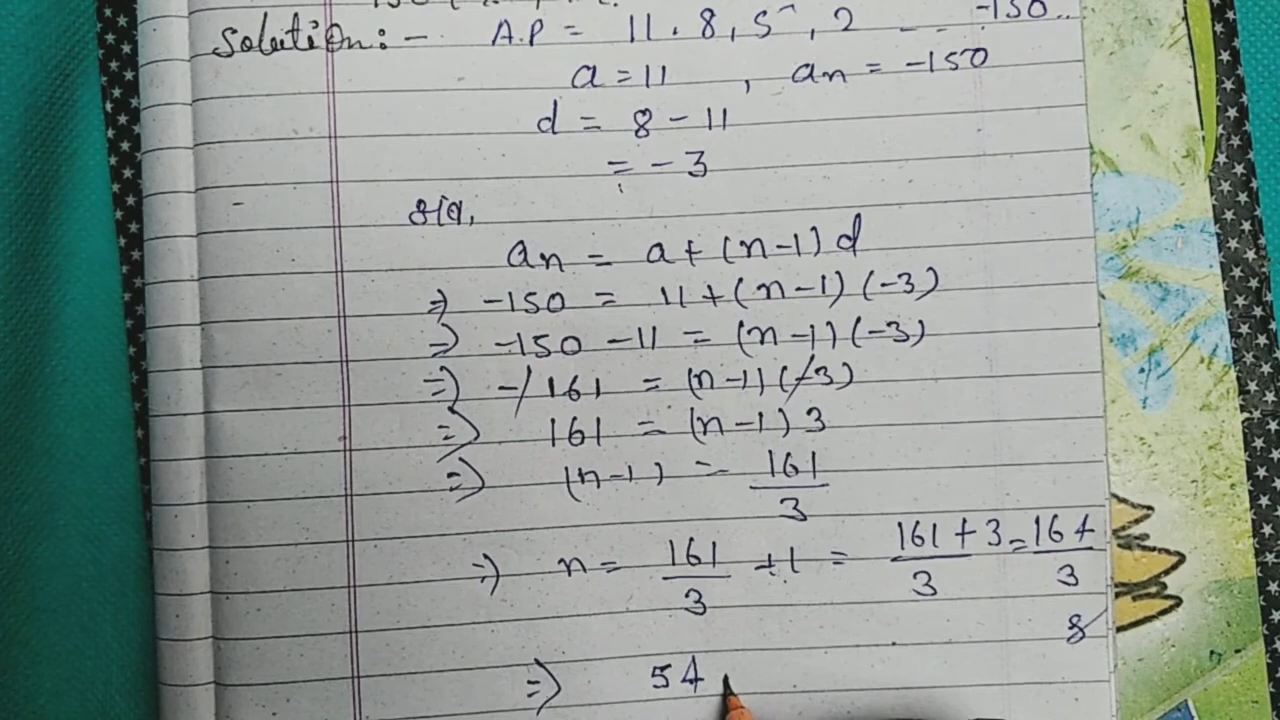 Solution:- A.P = 11, 8, 5, 2 - - - -150..
a = 11 , an = -150
d = 8 - 11
= -3
an = a + (n-1) d
=> -150 = 11 + (n-1) (-3)
=> -150 - 11 = (n-1) (-3)
=> -161 = (n-1) (-3)
=> 161 = (n-1) 3
=> (n-1) = 161/3
=> n = 161/3 + 1 = 161 + 3/3 = 164/3
8
=> 54